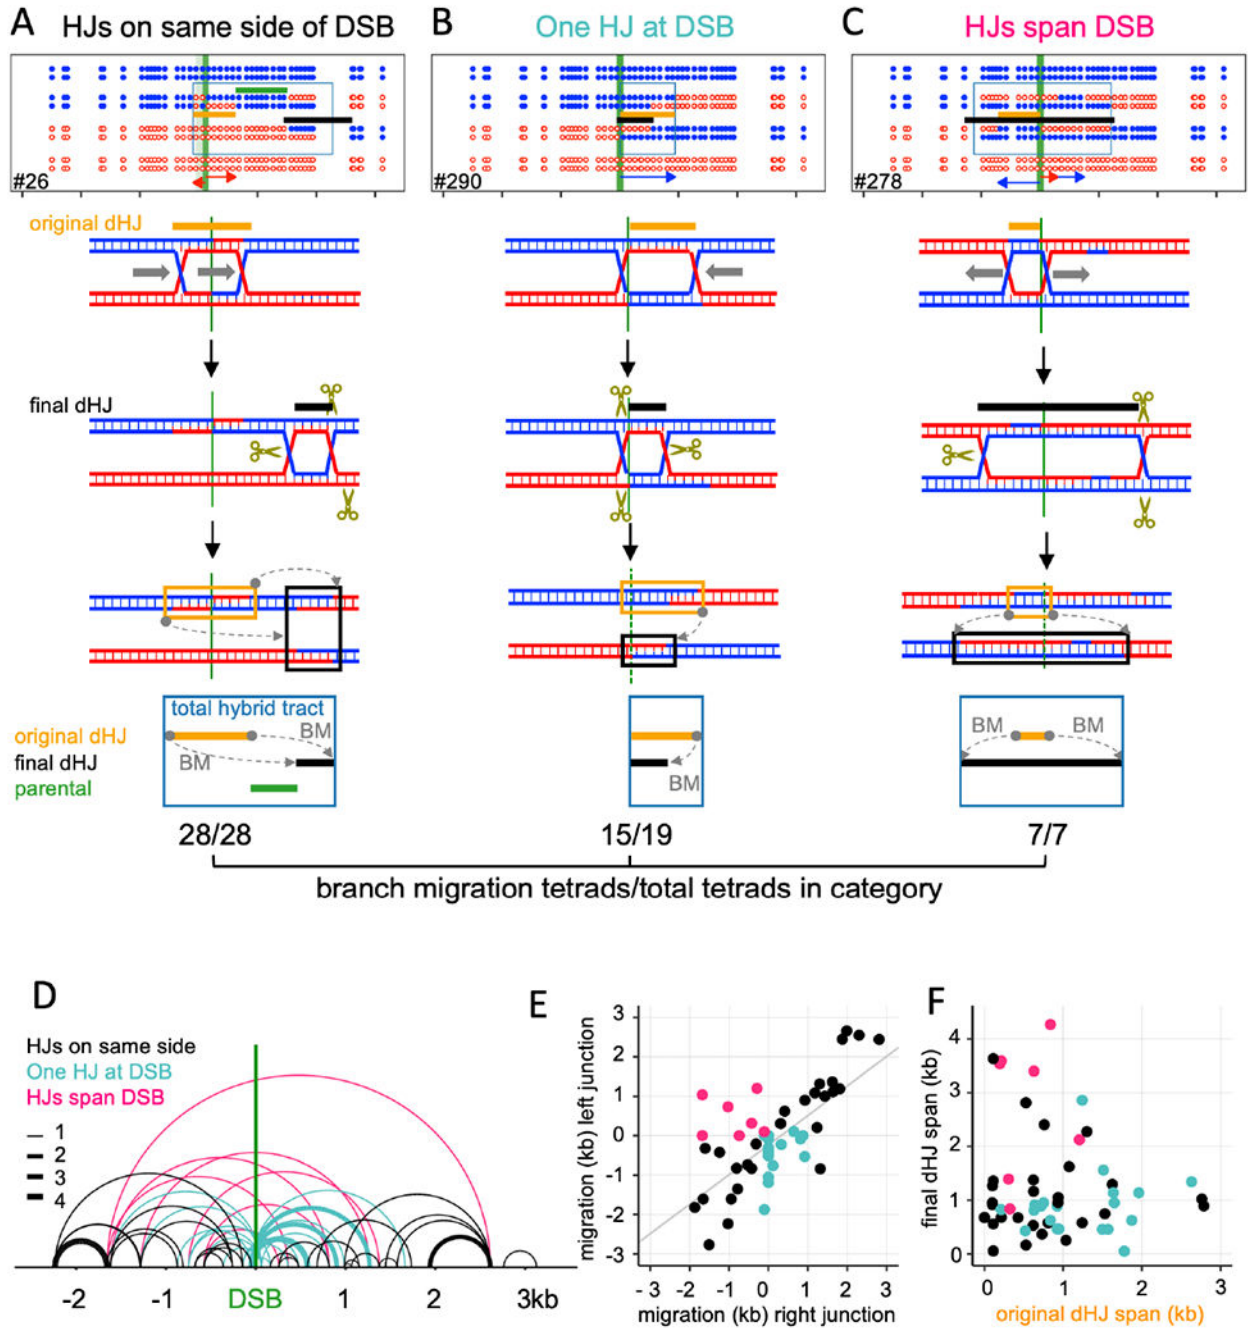 A HJs on same side of DSB
B One HJ at DSB
C HJs span DSB
#26
#290
#278
original dHJ
final dHJ
total hybrid tract
original dHJ
final dHJ
parental
BM
BM
BM
BM
BM
28/28
15/19
7/7
branch migration tetrads/total tetrads in category
D
HJs on same side
One HJ at DSB
HJs span DSB
1
2
3
4
-2 -1 DSB 1 2 3kb
E
migration (kb) left junction
3
2
1
0
-1
-2
-3
- 3 - 2 -1 0 1 2 3
migration (kb) right junction
F
final dHJ span (kb)
4
3
2
1
0
0 1 2 3
original dHJ span (kb)